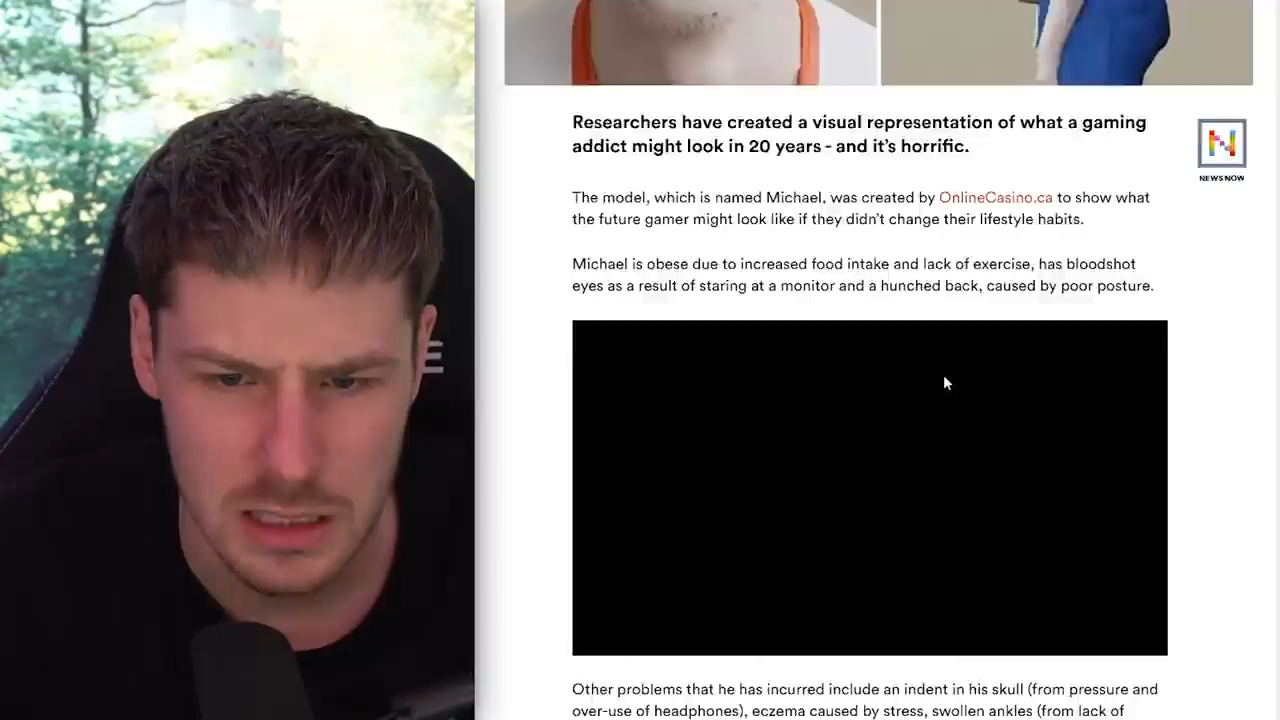 Researchers have created a visual representation of what a gaming
addict might look in 20 years - and it's horrific.
N
NEWS NOW
The model, which is named Michael, was created by OnlineCasino.ca to show what
the future gamer might look like if they didn't change their lifestyle habits.
Michael is obese due to increased food intake and lack of exercise, has bloodshot
eyes as a result of staring at a monitor and a hunched back, caused by poor posture.
Other problems that he has incurred include an indent in his skull (from pressure and
over-use of headphones), eczema caused by stress, swollen ankles (from lack of